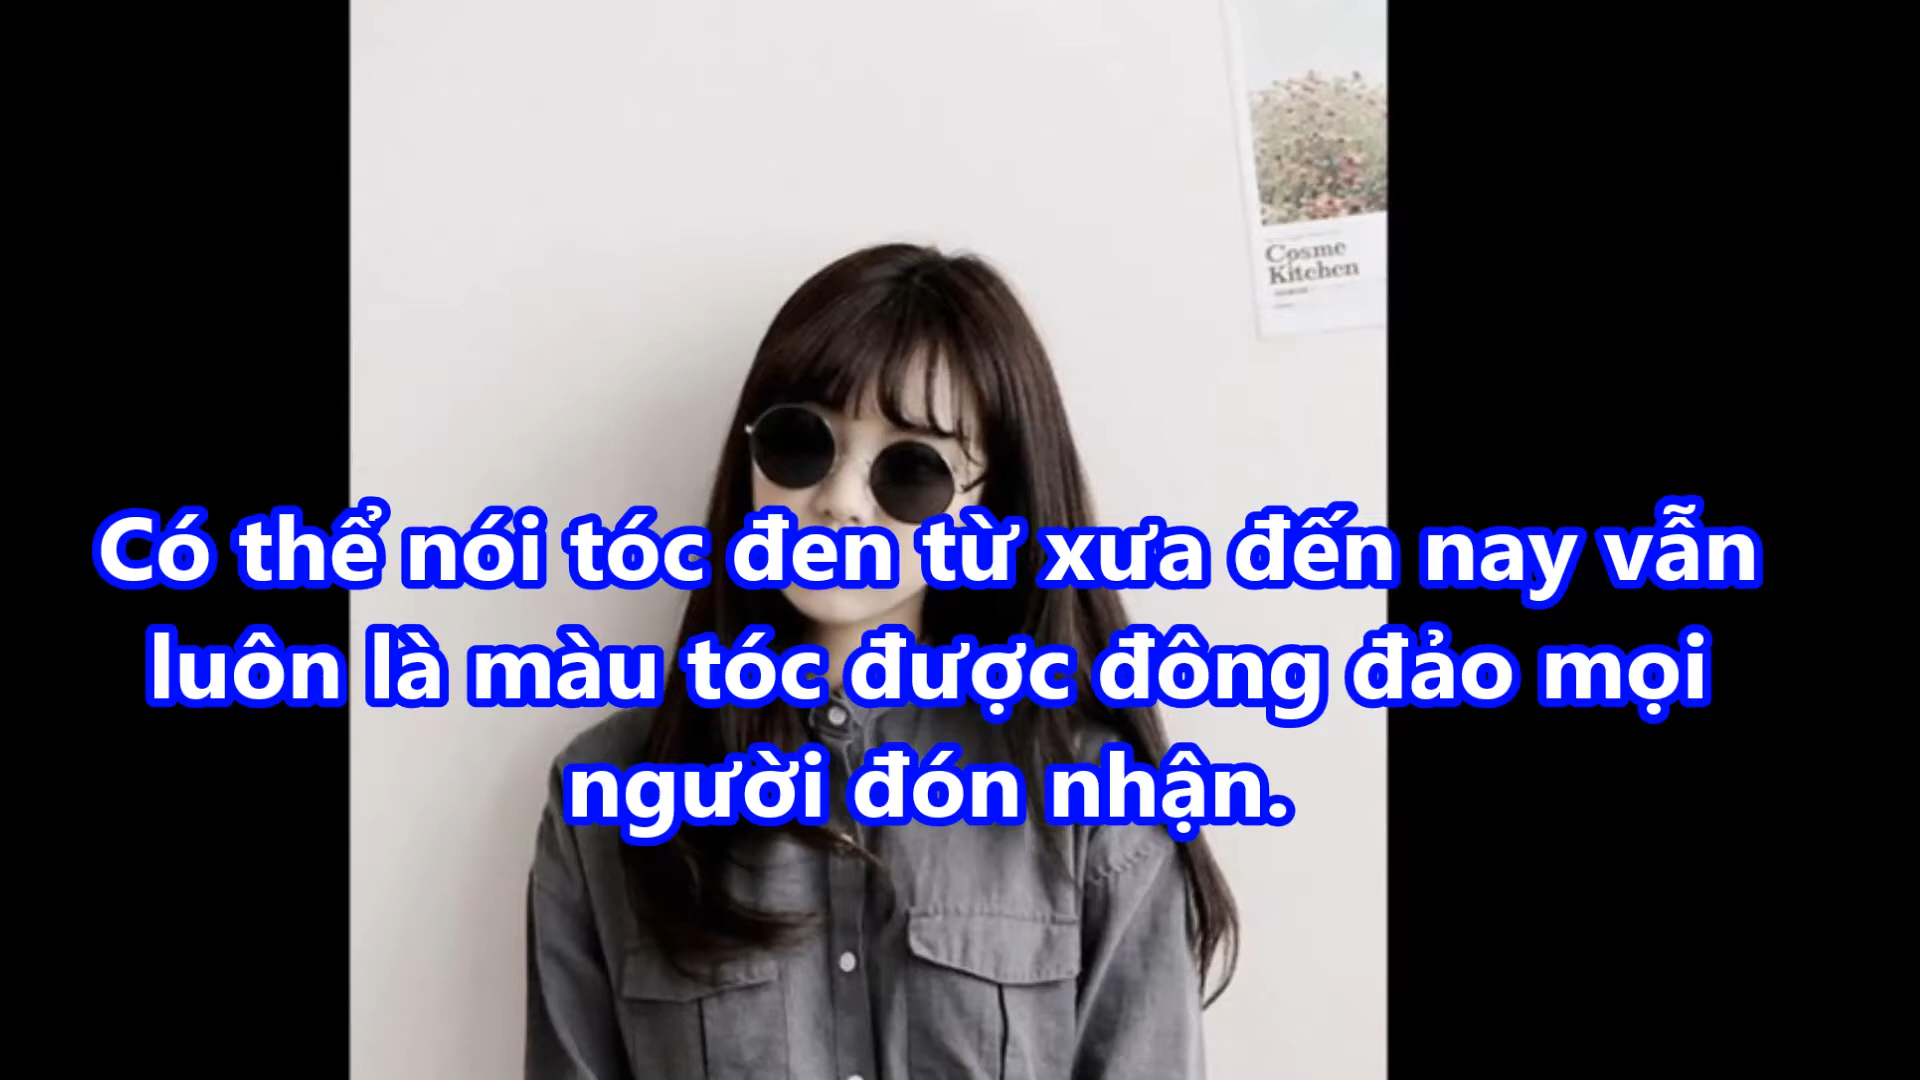 Cosme
Kitchen
Có thể nói tóc đen từ xưa đến nay vẫn
luôn là màu tóc được đông đảo mọi
người đón nhận.